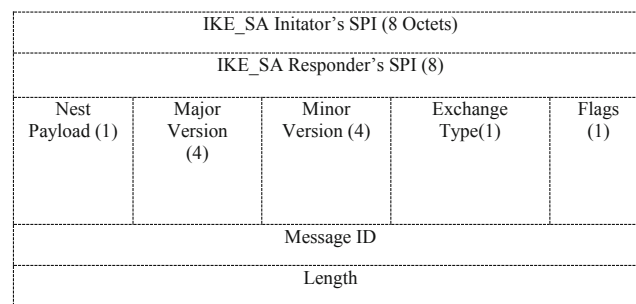 IKE_SA Initator's SPI (8 Octets)
IKE_SA Responder's SPI (8)
Nest
Payload (1)
Major
Version
(4)
Minor
Version (4)
Exchange
Type(1)
Flags
(1)
Message ID
Length